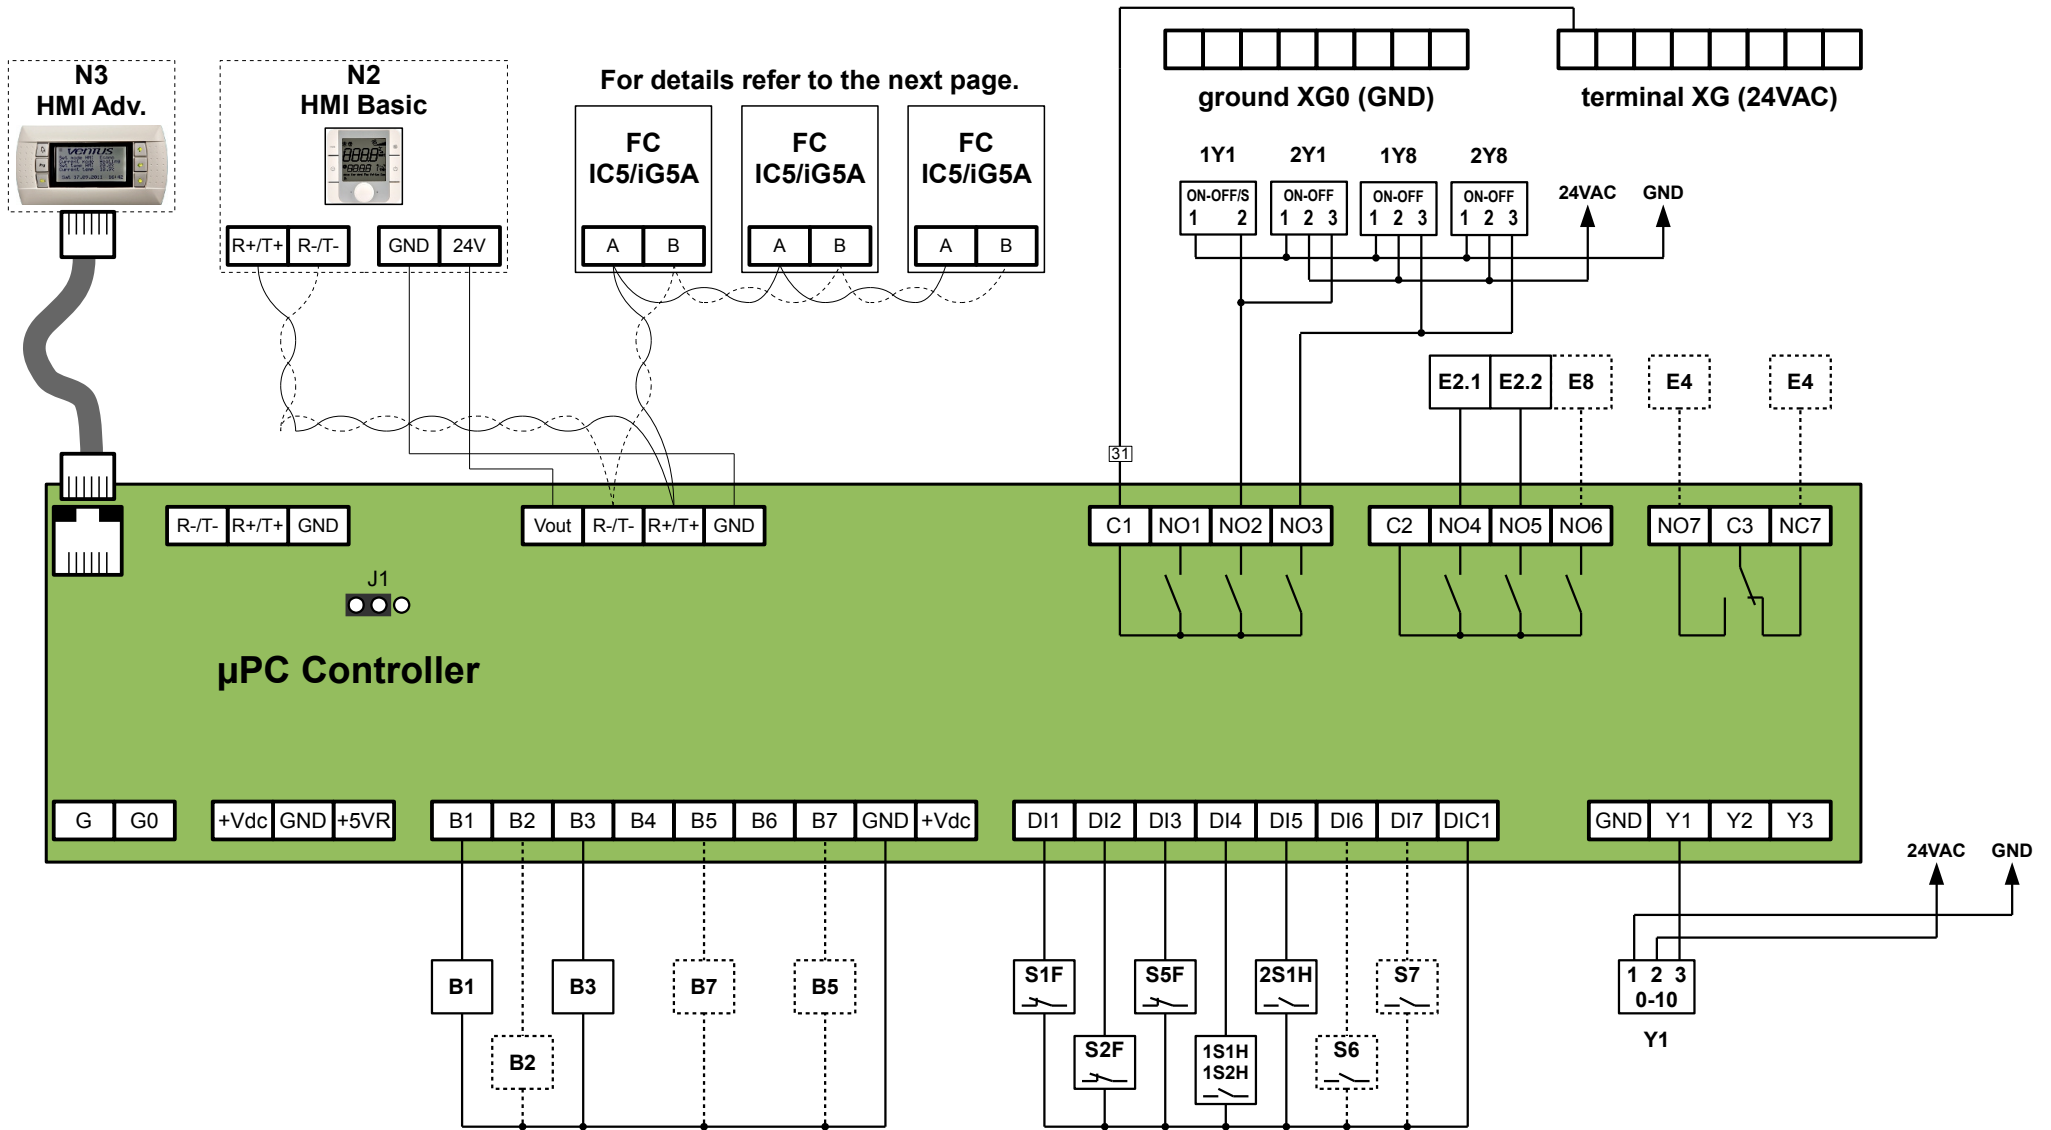 N3
HMI Adv.
VENTUS
N2
HMI Basic
For details refer to the next page.
FC
IC5/iG5A
FC
IC5/iG5A
FC
IC5/iG5A
ground XG0 (GND)
terminal XG (24VAC)
1Y1 2Y1 1Y8 2Y8
24VAC GND
ON-OFF/S
1 2
ON-OFF
1 2 3
ON-OFF
1 2 3
ON-OFF
1 2 3
R+/T+ R-/T- GND 24V
A B A B A B
E2.1 E2.2 E8 E4 E4
31
R-/T- R+/T+ GND
Vout R-/T- R+/T+ GND
C1 NO1 NO2 NO3
C2 NO4 NO5 NO6
NO7 C3 NC7
J1
µPC Controller
G G0
+Vdc GND +5VR
B1 B2 B3 B4 B5 B6 B7 GND +Vdc
DI1 DI2 DI3 DI4 DI5 DI6 DI7 DIC1
GND Y1 Y2 Y3
24VAC GND
B1 B3 B7 B5
B2
S1F S5F 2S1H S7
S2F
1S1H
1S2H
S6
1 2 3
0-10
Y1